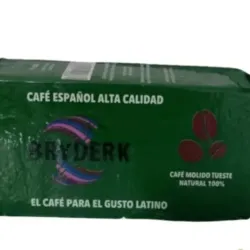 CAFÉ ESPAÑOL ALTA CALIDAD
BRYDERK
CAFÉ MOLIDO TUESTE
NATURAL 100%
EL CAFÉ PARA EL GUSTO LATINO